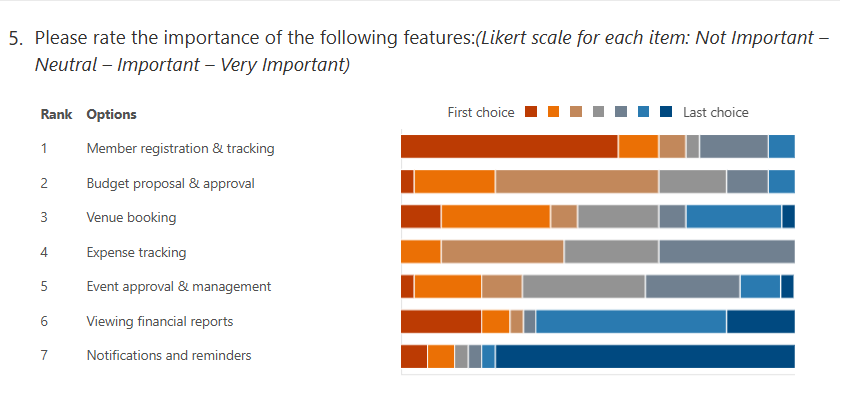 5. Please rate the importance of the following features:(Likert scale for each item: Not Important –
Neutral – Important – Very Important)
Rank Options First choice Last choice
1 Member registration & tracking
2 Budget proposal & approval
3 Venue booking
4 Expense tracking
5 Event approval & management
6 Viewing financial reports
7 Notifications and reminders